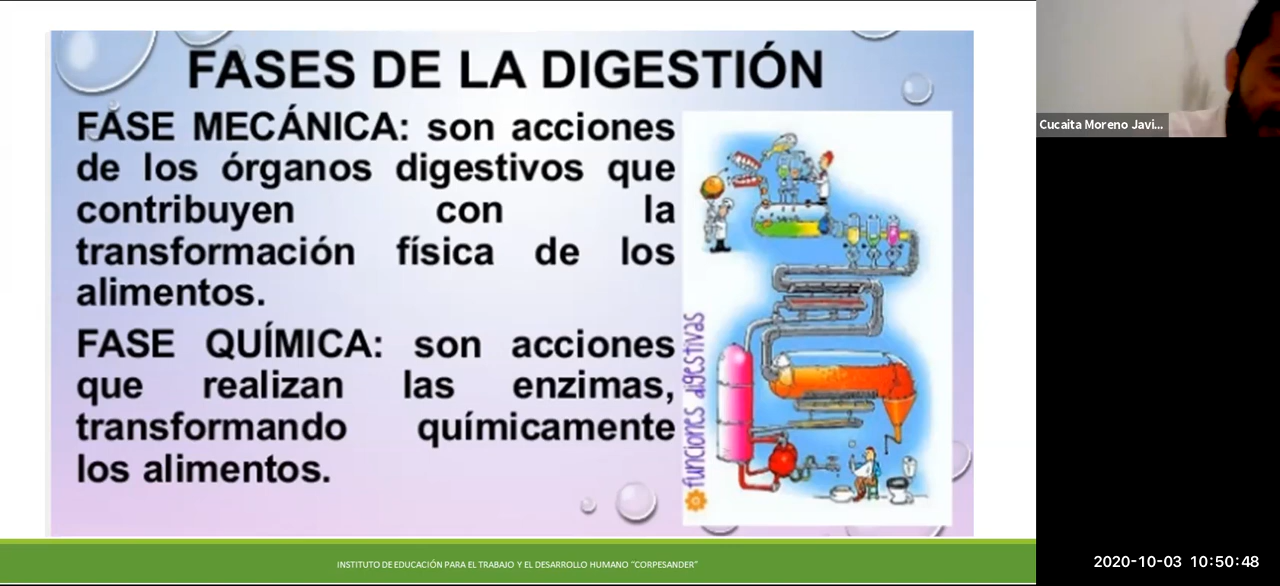 FASES DE LA DIGESTIÓN
FASE MECÁNICA: son acciones
de los órganos digestivos que
contribuyen con la
transformación física de los
alimentos.
FASE QUÍMICA: son acciones
que realizan las enzimas,
transformando químicamente
los alimentos.
funciones digestivas
INSTITUTO DE EDUCACIÓN PARA EL TRABAJO Y EL DESARROLLO HUMANO "CORPESANDER"
Cucaita Moreno Javi...
2020-10-03 10:50:48